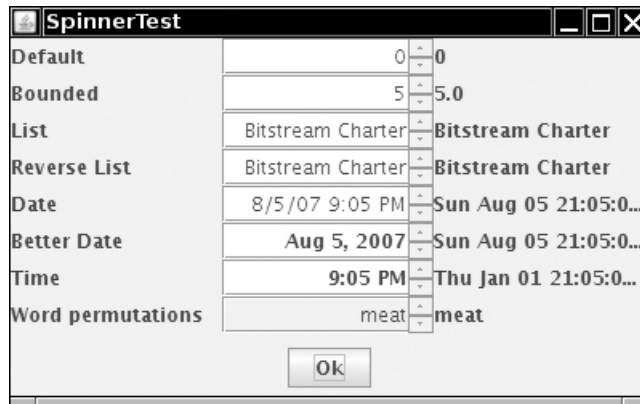 SpinnerTest
Default 0 0
Bounded 5 5.0
List Bitstream Charter Bitstream Charter
Reverse List Bitstream Charter Bitstream Charter
Date 8/5/07 9:05 PM Sun Aug 05 21:05:0...
Better Date Aug 5, 2007 Sun Aug 05 21:05:0...
Time 9:05 PM Thu Jan 01 21:05:0...
Word permutations meat meat
Ok